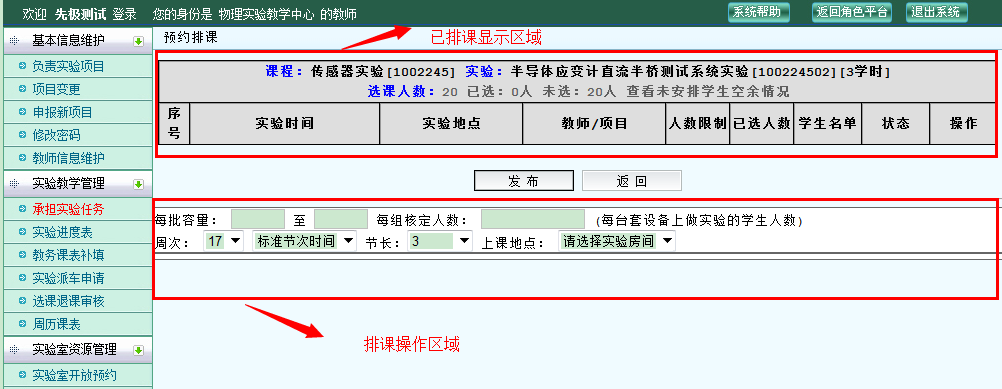 欢迎 先极测试 登录 您的身份是 物理实验教学中心 的教师 系统帮助 返回角色平台 退出系统
基本信息维护
负责实验项目
项目变更
申报新项目
修改密码
教师信息维护
实验教学管理
承担实验任务
实验进度表
教务课表补填
实验派车申请
选课退课审核
周历课表
实验室资源管理
实验室开放预约
预约排课
已排课显示区域
课程：传感器实验[1002245] 实验：半导体应变计直流半桥测试系统实验[100224502][3学时]
选课人数：20 已选：0人 未选：20人 查看未安排学生空余情况
序号 实验时间 实验地点 教师/项目 人数限制 已选人数 学生名单 状态 操作
发 布 返 回
每批容量： 至 每组核定人数： (每台套设备上做实验的学生人数)
周次： 17 标准节次时间 节长： 3 上课地点： 请选择实验房间
排课操作区域